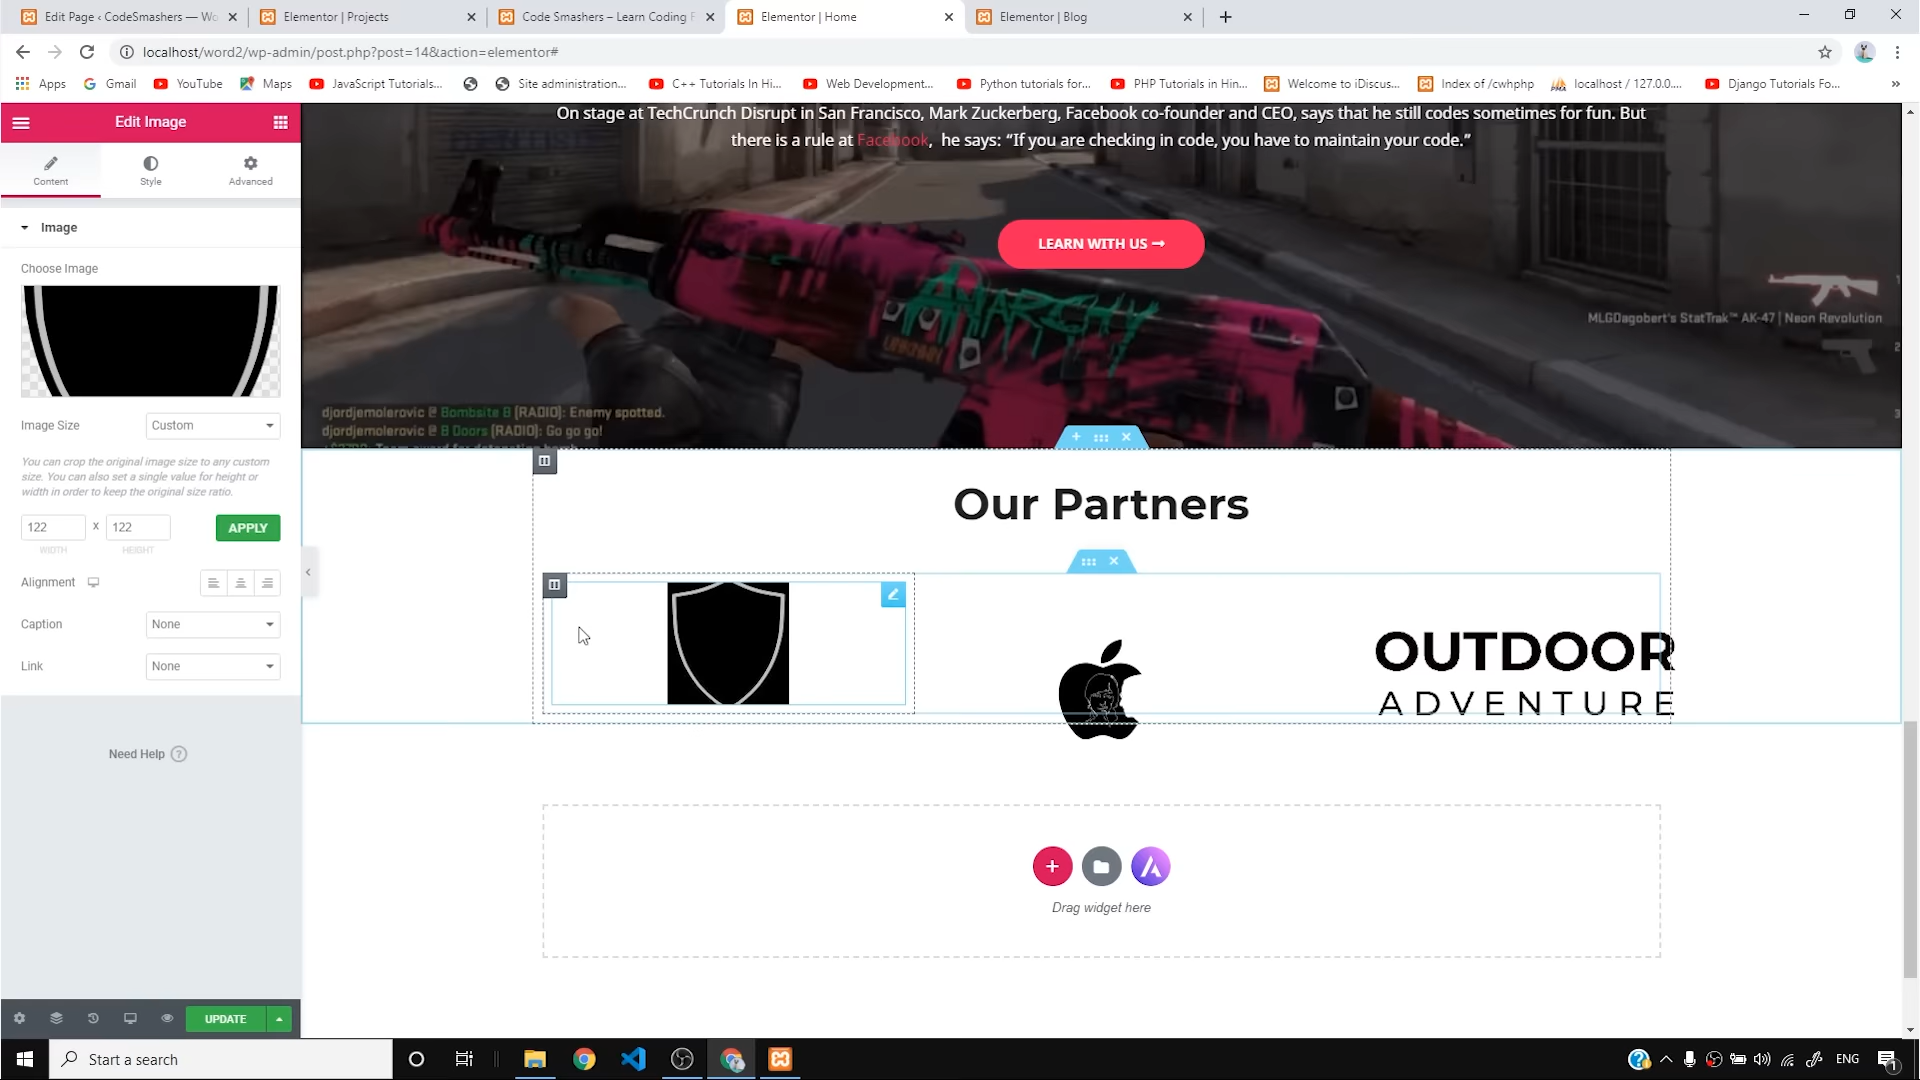 Edit Page ‹ CodeSmashers — Wo
Elementor | Projects
Code Smashers – Learn Coding F
Elementor | Home
Elementor | Blog
localhost/word2/wp-admin/post.php?post=14&action=elementor#
Apps
Gmail
YouTube
Maps
JavaScript Tutorials...
Site administration...
C++ Tutorials In Hi...
Web Development...
Python tutorials for...
PHP Tutorials in Hin...
Welcome to iDiscus...
Index of /cwhphp
localhost / 127.0.0....
Django Tutorials Fo...
»
Edit Image
Content
Style
Advanced
Image
Choose Image
Image Size
Custom
You can crop the original image size to any custom
size. You can also set a single value for height or
width in order to keep the original size ratio.
122
x
122
APPLY
WIDTH
HEIGHT
Alignment
Caption
None
Link
None
Need Help ?
UPDATE
On stage at TechCrunch Disrupt in San Francisco, Mark Zuckerberg, Facebook co-founder and CEO, says that he still codes sometimes for fun. But
there is a rule at Facebook, he says: “If you are checking in code, you have to maintain your code.”
LEARN WITH US
ANARCHY
MLGDagobert's StatTrak™ AK-47 | Neon Revolution
djordjemolerovic @ Bombsite B (RADIO): Enemy spotted.
djordjemolerovic @ B Doors (RADIO): Go go go!
Our Partners
OUTDOOR
ADVENTURE
Drag widget here
Start a search
ENG
1